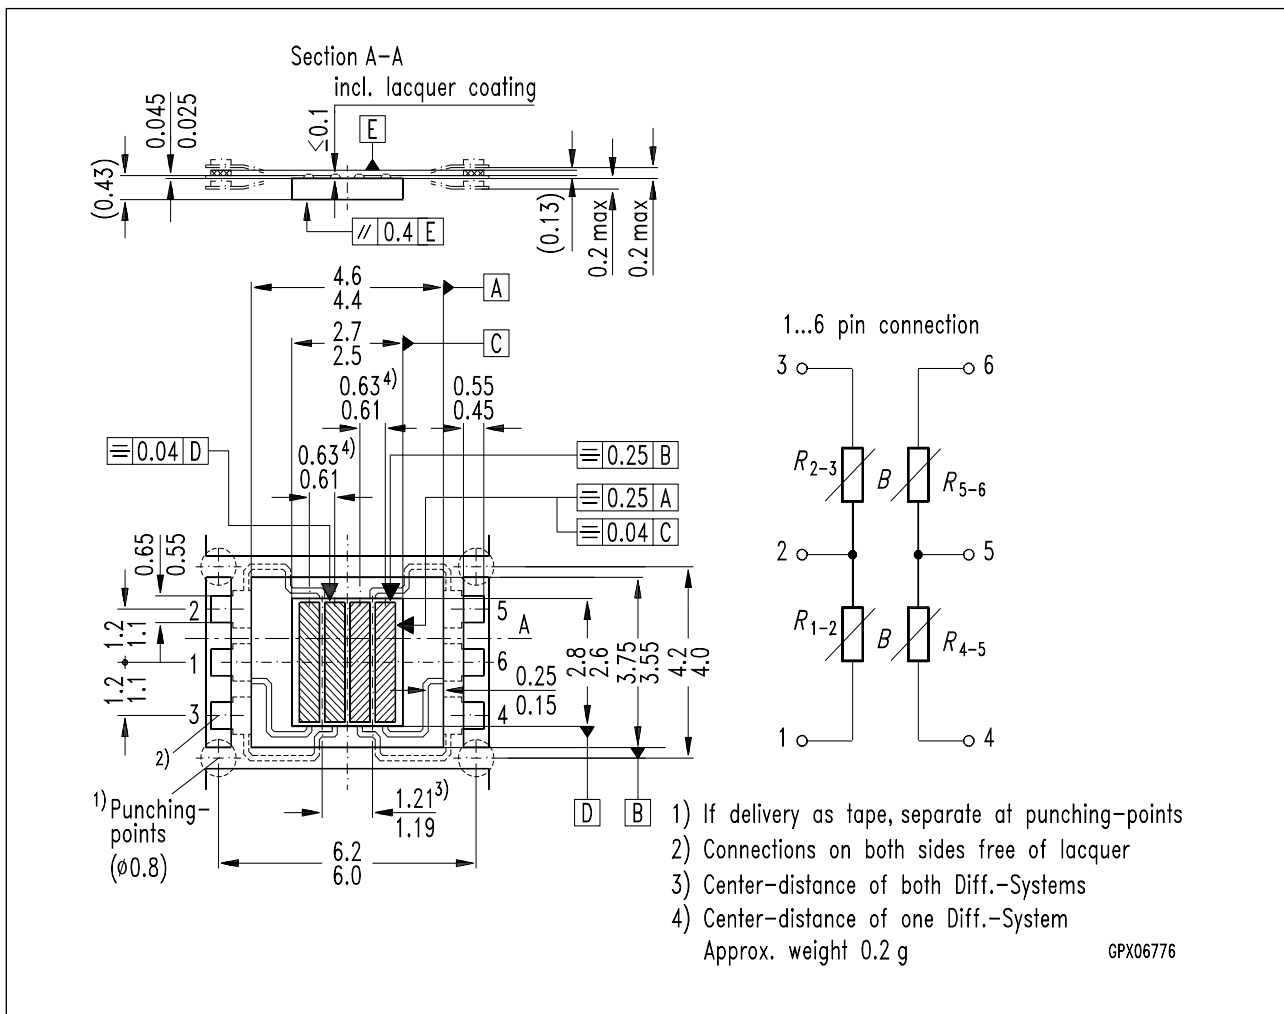 Section A–A
incl. lacquer coating
0.045
0.025
≤0.1
E
(0.43)
// 0.4 E
(0.13)
0.2 max
0.2 max
4.6
4.4
A
2.7
2.5
C
0.63⁴⁾
0.61
0.55
0.45
0.04 D
0.63⁴⁾
0.61
0.25 B
0.25 A
0.04 C
0.65
0.55
1.2
1.1
1.2
1.1
2
1
3
5
6
4
A
0.25
0.15
2.8
2.6
3.75
3.55
4.2
4.0
2)
1) Punching–
points
(ø0.8)
1.21³⁾
1.19
6.2
6.0
D
B
1...6 pin connection
3
6
R2–3
B
R5–6
2
5
R1–2
B
R4–5
1
4
1) If delivery as tape, separate at punching–points
2) Connections on both sides free of lacquer
3) Center–distance of both Diff.–Systems
4) Center–distance of one Diff.–System
Approx. weight 0.2 g
GPX06776